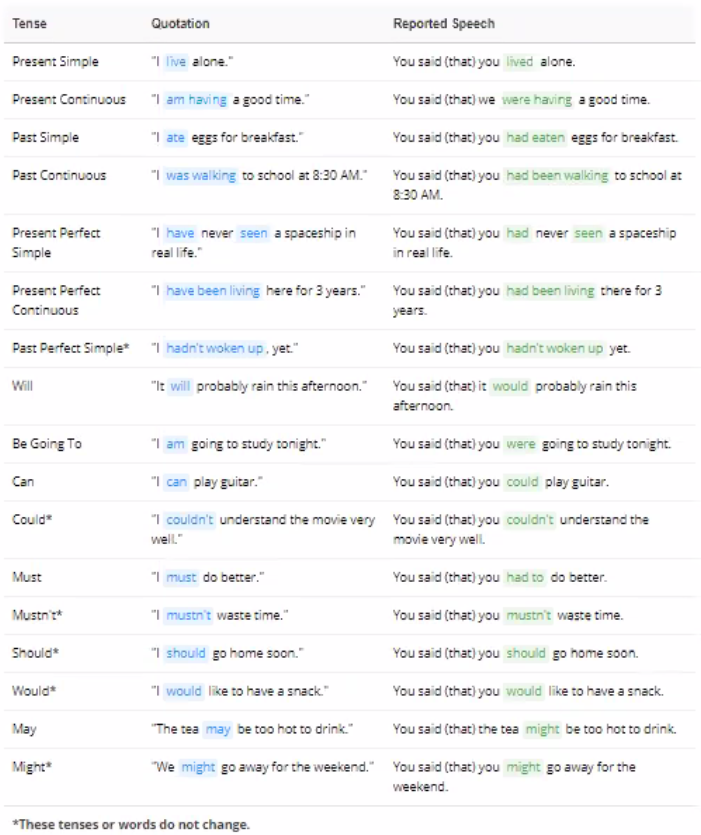 Tense Quotation Reported Speech
Present Simple "I live alone." You said (that) you lived alone.
Present Continuous "I am having a good time." You said (that) we were having a good time.
Past Simple "I ate eggs for breakfast." You said (that) you had eaten eggs for breakfast.
Past Continuous "I was walking to school at 8:30 AM." You said (that) you had been walking to school at
8:30 AM.
Present Perfect "I have never seen a spaceship in You said (that) you had never seen a spaceship
Simple real life." in real life.
Present Perfect "I have been living here for 3 years." You said (that) you had been living there for 3
Continuous years.
Past Perfect Simple* "I hadn't woken up, yet." You said (that) you hadn't woken up yet.
Will "It will probably rain this afternoon." You said (that) it would probably rain this
afternoon.
Be Going To "I am going to study tonight." You said (that) you were going to study tonight.
Can "I can play guitar." You said (that) you could play guitar.
Could* "I couldn't understand the movie very You said (that) you couldn't understand the
well." movie very well.
Must "I must do better." You said (that) you had to do better.
Mustn't* "I mustn't waste time." You said (that) you mustn't waste time.
Should* "I should go home soon." You said (that) you should go home soon.
Would* "I would like to have a snack." You said (that) you would like to have a snack.
May "The tea may be too hot to drink." You said (that) the tea might be too hot to drink.
Might* "We might go away for the weekend." You said (that) you might go away for the
weekend.
*These tenses or words do not change.